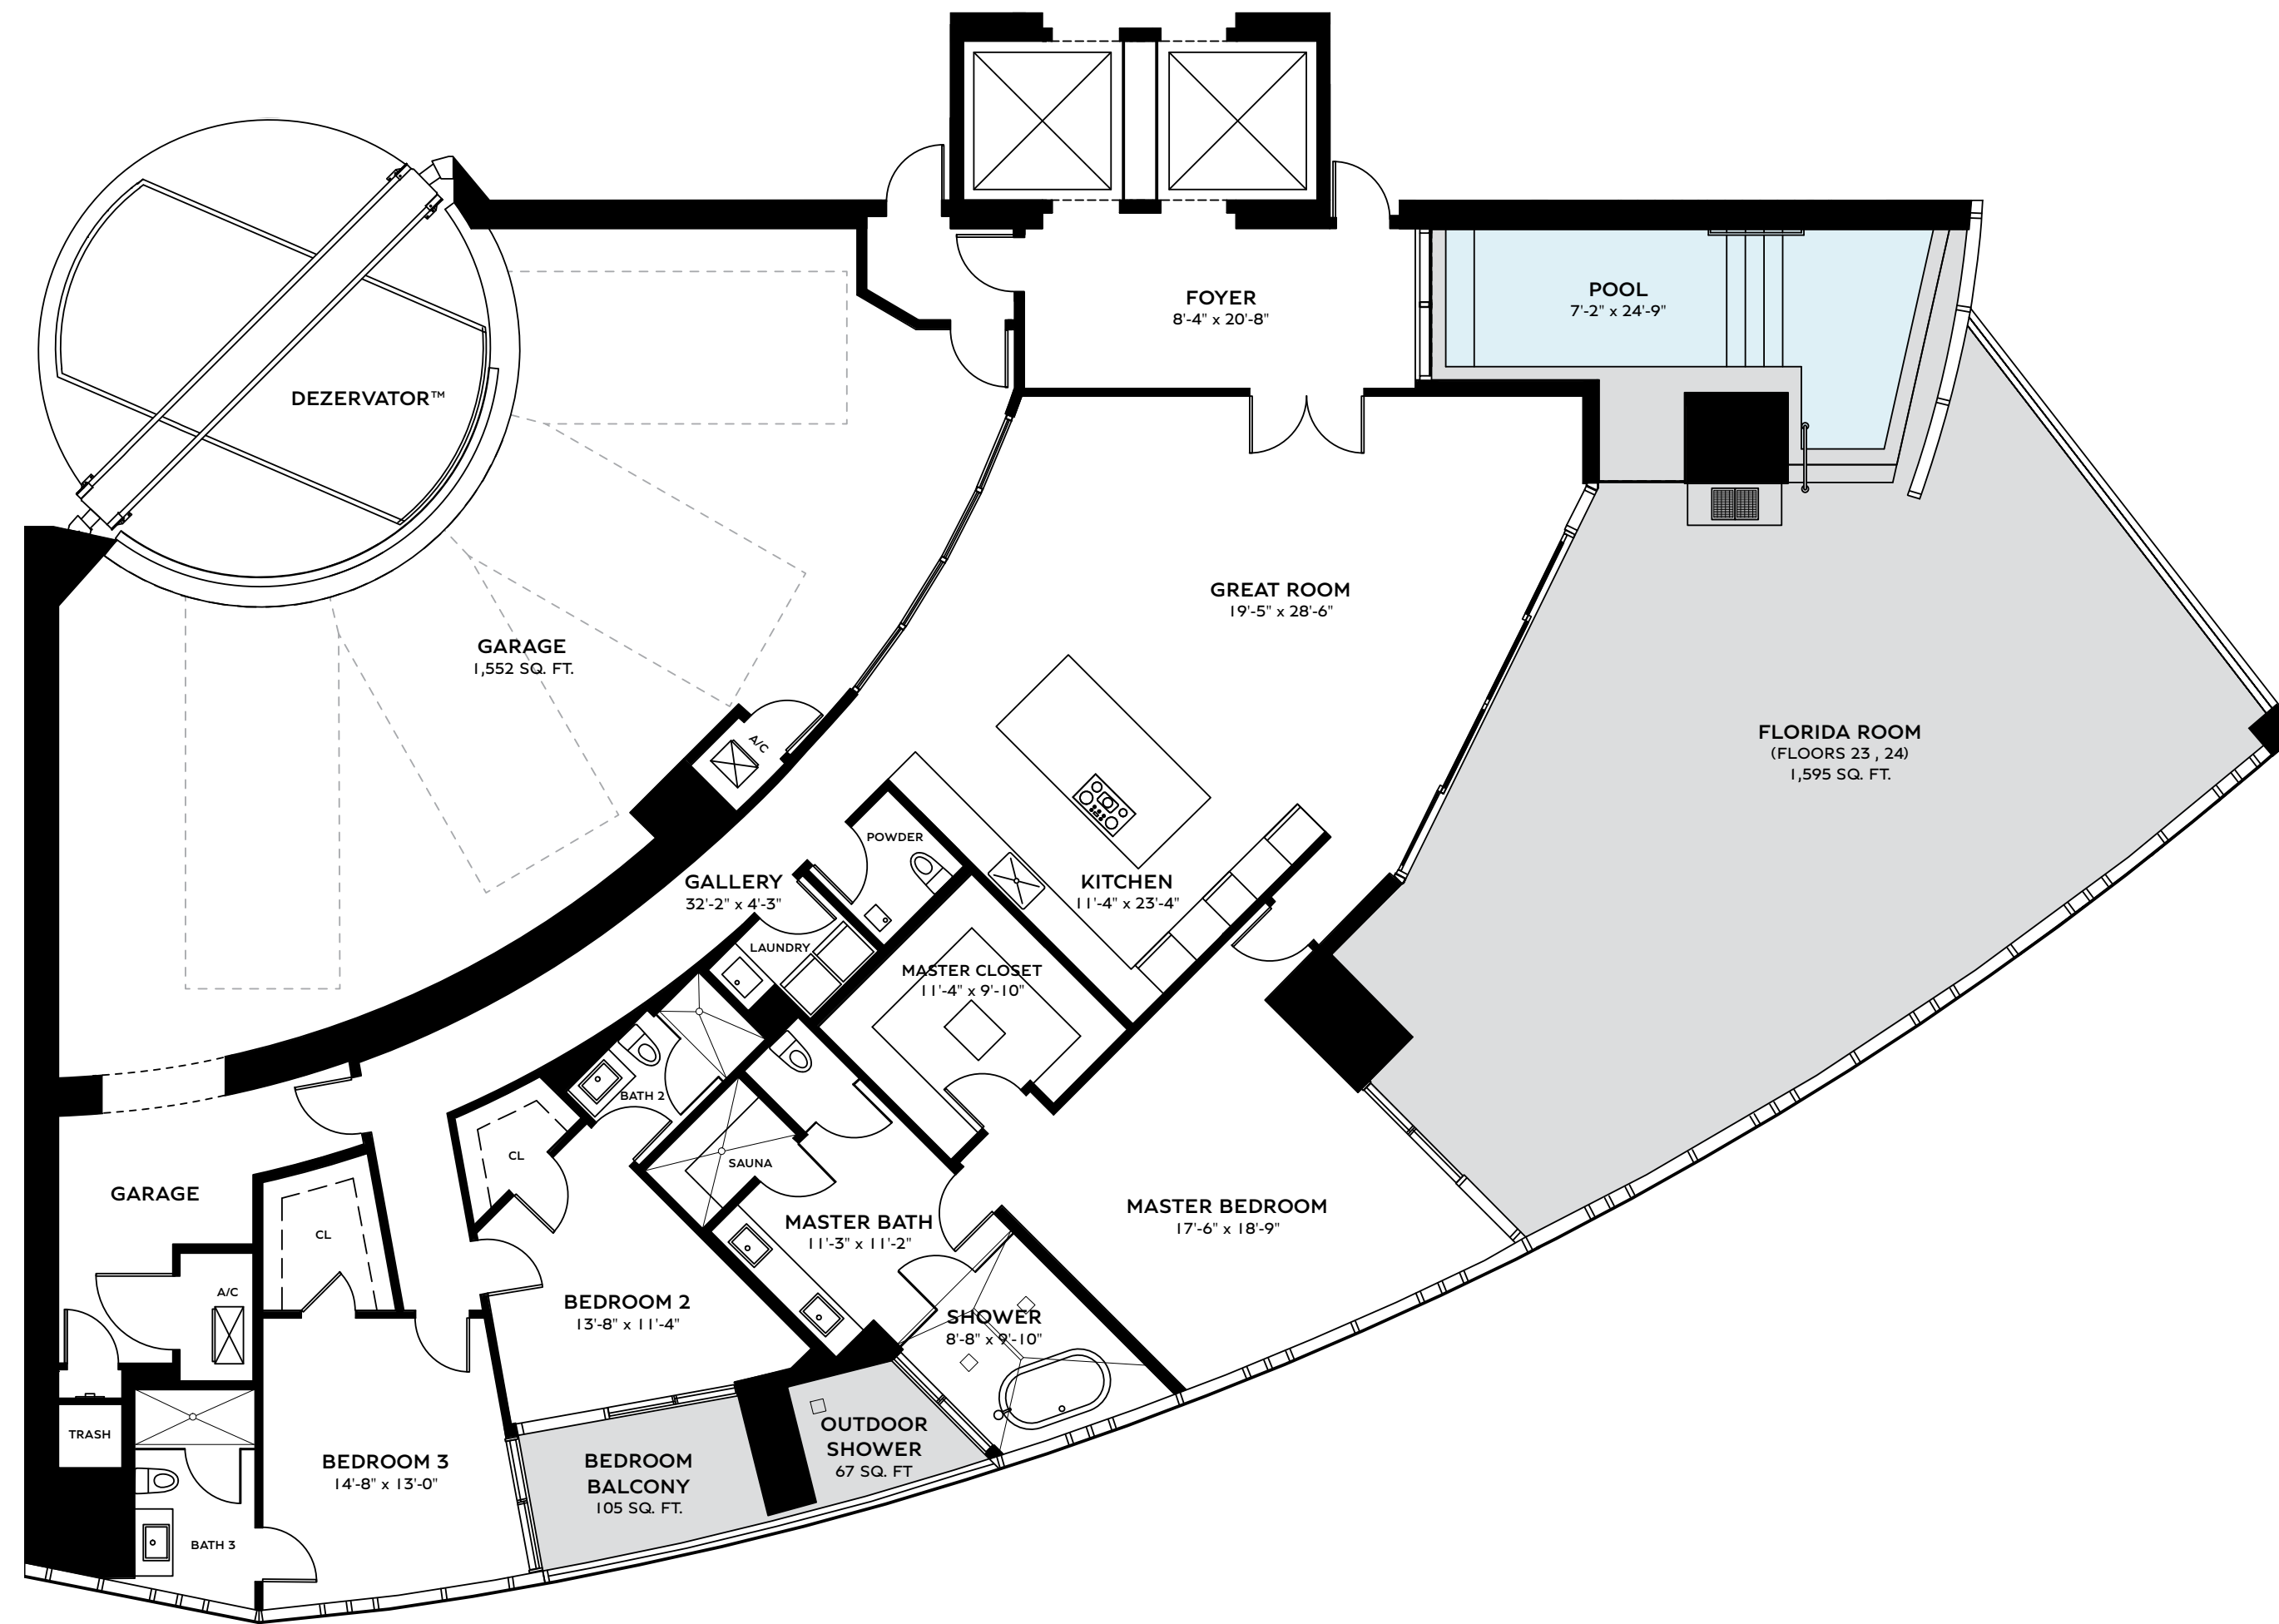 FOYER
8'-4" x 20'-8"
POOL
7'-2" x 24'-9"
DEZERVATOR™
GREAT ROOM
19'-5" x 28'-6"
GARAGE
1,552 SQ. FT.
FLORIDA ROOM
(FLOORS 23 , 24)
1,595 SQ. FT.
A/C
POWDER
GALLERY
32'-2" x 4'-3"
KITCHEN
11'-4" x 23'-4"
LAUNDRY
MASTER CLOSET
11'-4" x 9'-10"
BATH 2
CL
SAUNA
GARAGE
CL
MASTER BATH
11'-3" x 11'-2"
MASTER BEDROOM
17'-6" x 18'-9"
A/C
BEDROOM 2
13'-8" x 11'-4"
SHOWER
8'-8" x 9'-10"
TRASH
BEDROOM 3
14'-8" x 13'-0"
BEDROOM
BALCONY
105 SQ. FT.
OUTDOOR
SHOWER
67 SQ. FT
BATH 3